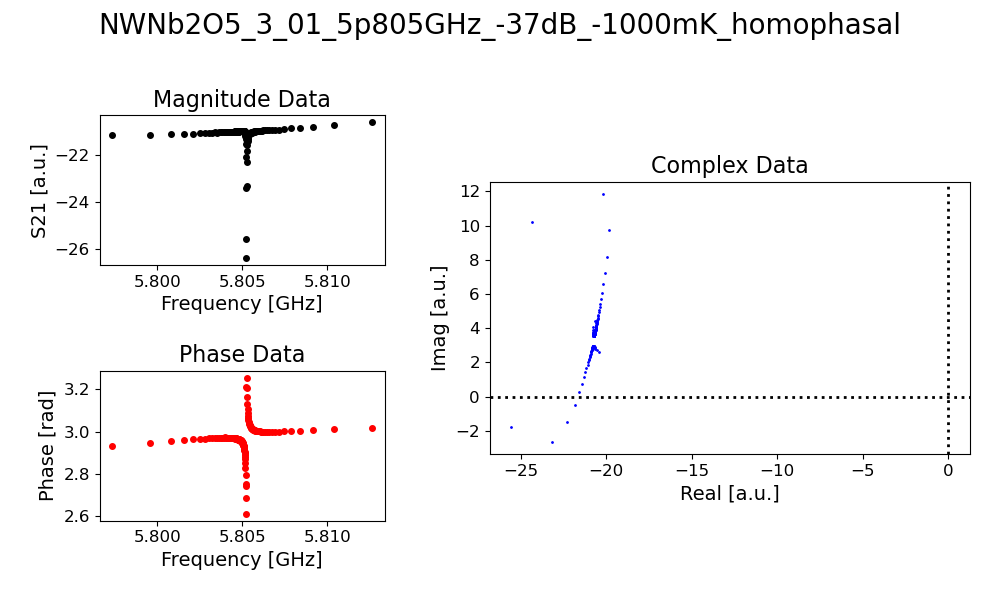 NWNb2O5_3_01_5p805GHz_-37dB_-1000mK_homophasal
Magnitude Data
S21 [a.u.]
−22
−24
−26
5.800 5.805 5.810
Frequency [GHz]
Phase Data
Phase [rad]
3.2
3.0
2.8
2.6
5.800 5.805 5.810
Frequency [GHz]
Complex Data
Imag [a.u.]
12
10
8
6
4
2
0
−2
−25 −20 −15 −10 −5 0
Real [a.u.]